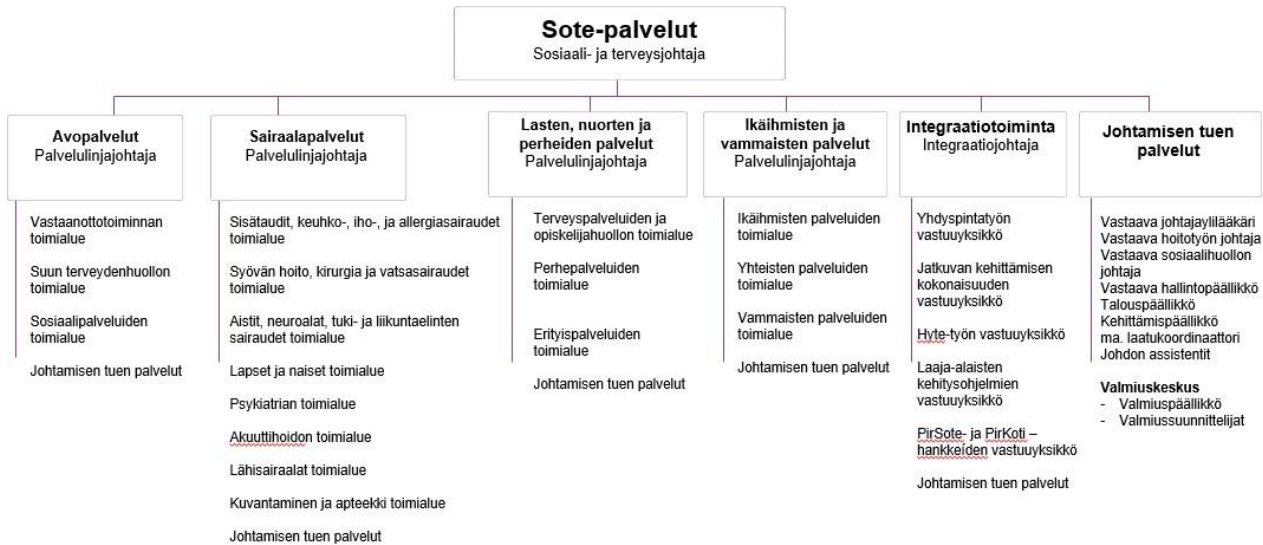 Sote-palvelut
Sosiaali- ja terveysjohtaja
Avopalvelut
Palvelulinjajohtaja
Vastaanottotoiminnan
toimialue
Suun terveydenhuollon
toimialue
Sosiaalipalveluiden
toimialue
Johtamisen tuen palvelut
Sairaalapalvelut
Palvelulinjajohtaja
Sisätaudit, keuhko-, iho-, ja allergiasairaudet
toimialue
Syövän hoito, kirurgia ja vatsasairaudet
toimialue
Aistit, neuroalat, tuki- ja liikuntaelinten
sairaudet toimialue
Lapset ja naiset toimialue
Psykiatrian toimialue
Akuuttihoidon toimialue
Lähisairaalat toimialue
Kuvantaminen ja apteekki toimialue
Johtamisen tuen palvelut
Lasten, nuorten ja
perheiden palvelut
Palvelulinjajohtaja
Terveyspalveluiden ja
opiskelijahuollon toimialue
Perhepalveluiden
toimialue
Erityispalveluiden
toimialue
Johtamisen tuen palvelut
Ikäihmisten ja
vammaisten palvelut
Palvelulinjajohtaja
Ikäihmisten palveluiden
toimialue
Yhteisten palveluiden
toimialue
Vammaisten palveluiden
toimialue
Johtamisen tuen palvelut
Integraatiotoiminta
Integraatiojohtaja
Yhdyspintatyön
vastuuyksikkö
Jatkuvan kehittämisen
kokonaisuuden
vastuuyksikkö
Hyte-työn vastuuyksikkö
Laaja-alaisten
kehitysohjelmien
vastuuyksikkö
PirSote- ja PirKoti –
hankkeiden vastuuyksikkö
Johtamisen tuen palvelut
Johtamisen tuen
palvelut
Vastaava johtajaylilääkäri
Vastaava hoitotyön johtaja
Vastaava sosiaalihuollon
johtaja
Vastaava hallintopäällikkö
Talouspäällikkö
Kehittämispäällikkö
ma. laatukoordinaattori
Johdon assistentit
Valmiuskeskus
- Valmiuspäällikkö
- Valmiussuunnittelijat